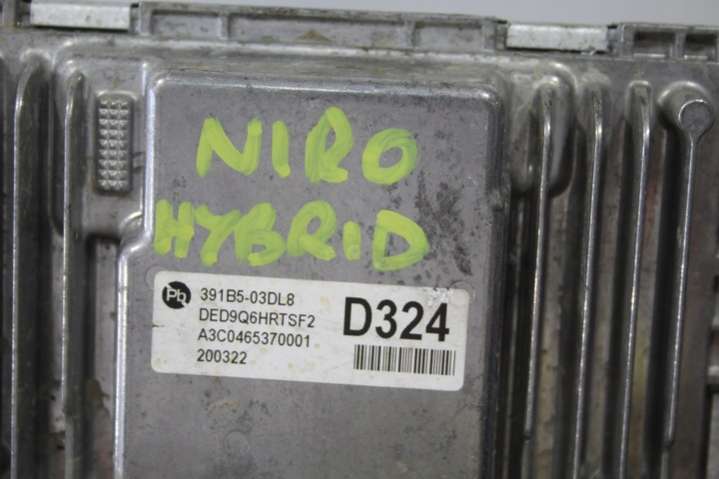 NIRO
HYBRID
Pb 391B5-03DL8
DED9Q6HRTSF2
A3C0465370001
200322
D324